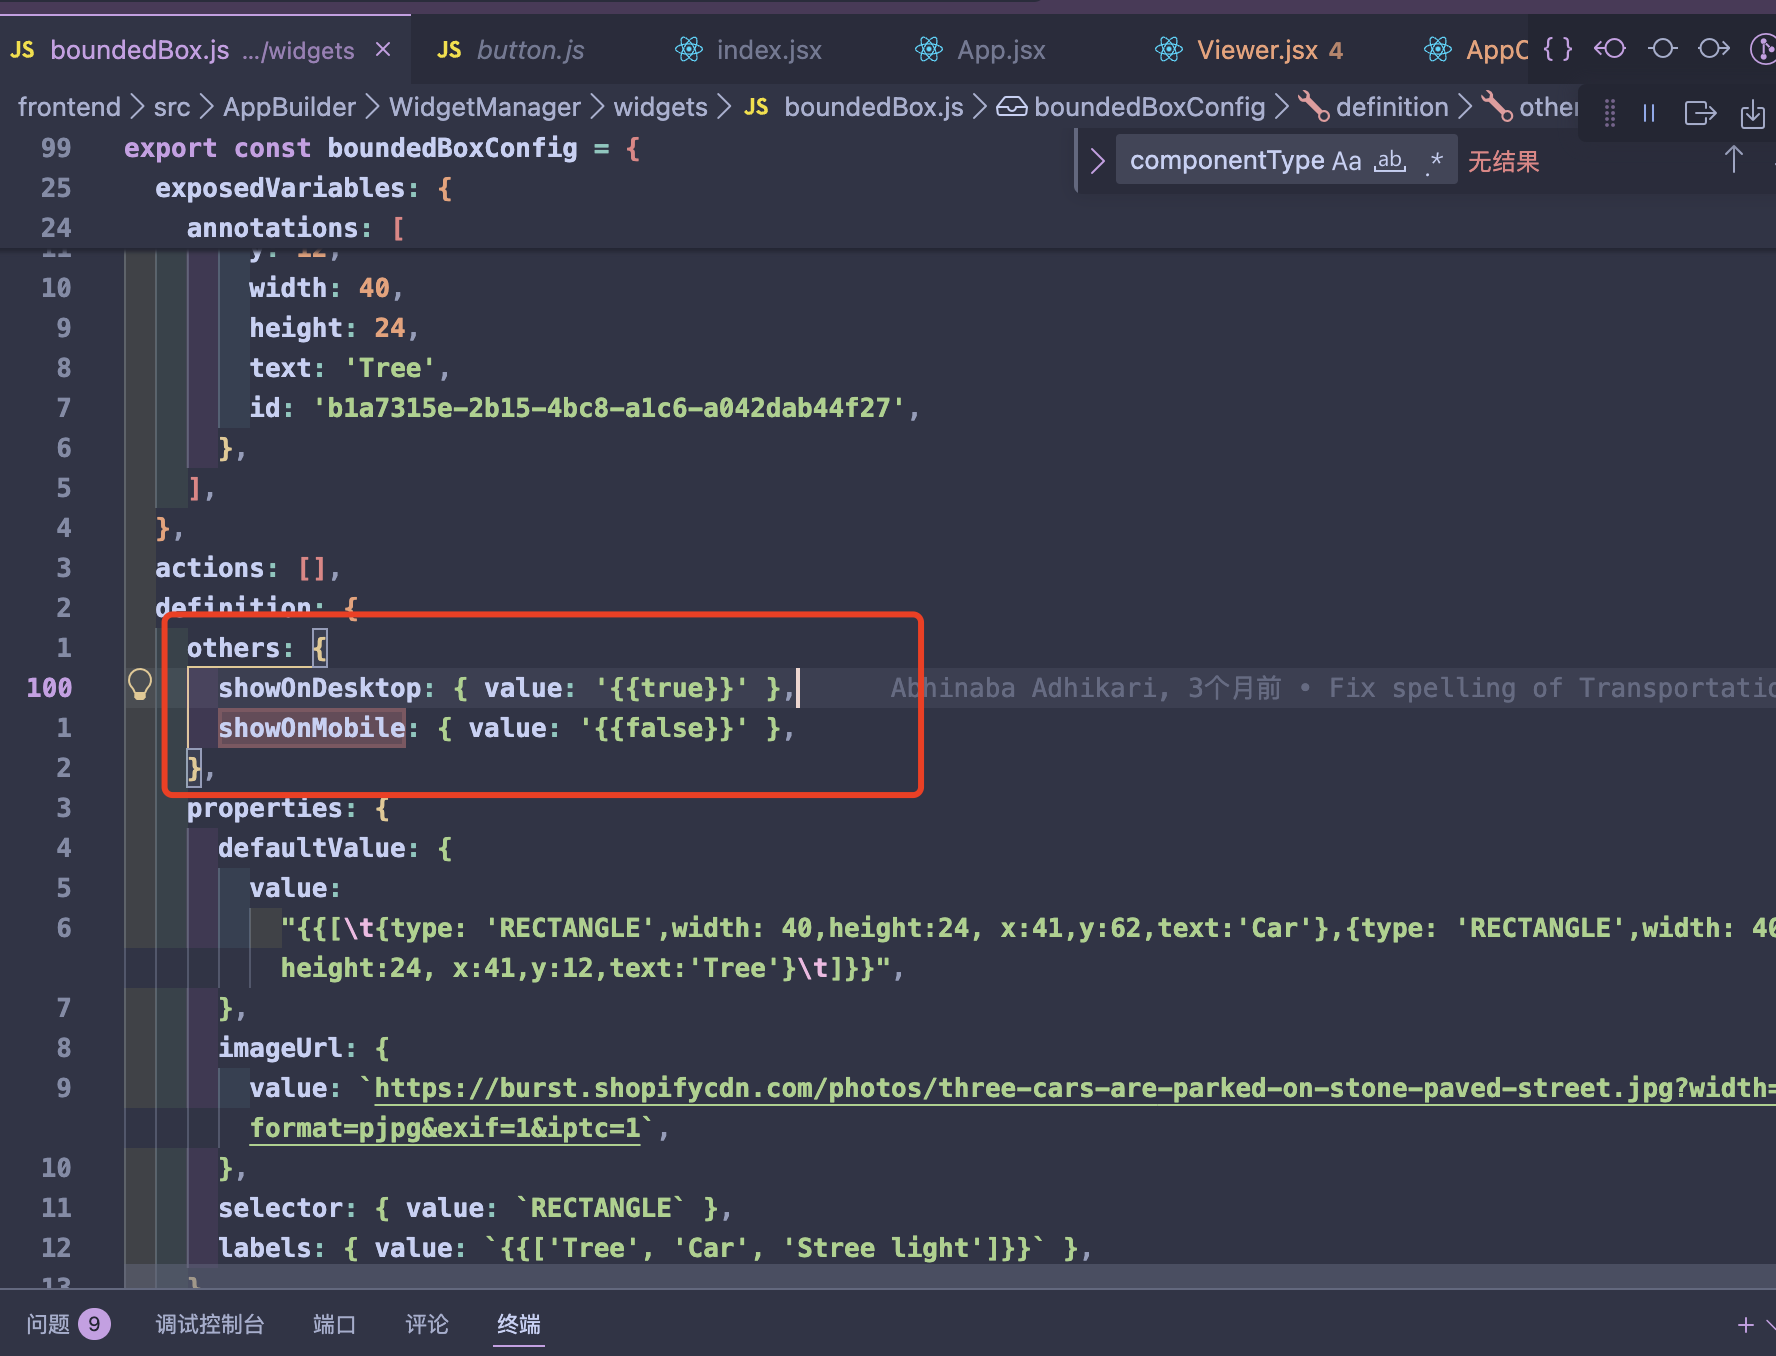 JS boundedBox.js .../widgets × JS button.js index.jsx App.jsx Viewer.jsx 4 {}
frontend > src > AppBuilder > WidgetManager > widgets > JS boundedBox.js > boundedBoxConfig > definition >
componentType Aa ab .* 无结果
99 export const boundedBoxConfig = {
25 exposedVariables: {
24 annotations: [
11 y: 12,
10 width: 40,
9 height: 24,
8 text: 'Tree',
7 id: 'b1a7315e-2b15-4bc8-a1c6-a042dab44f27',
6 },
5 ],
4 },
3 actions: [],
2 definition: {
1 others: {
100 showOnDesktop: { value: '{{true}}' }, Abhinaba Adhikari, 3个月前 • Fix spelling of
1 showOnMobile: { value: '{{false}}' },
2 },
3 properties: {
4 defaultValue: {
5 value:
6 "{{[\t{type: 'RECTANGLE',width: 40,height:24, x:41,y:62,text:'Car'},{type: 'RECTANGLE',width: 40
height:24, x:41,y:12,text:'Tree'}\t]}}",
7 },
8 imageUrl: {
9 value: `https://burst.shopifycdn.com/photos/three-cars-are-parked-on-stone-paved-street.jpg?width=
format=pjpg&exif=1&iptc=1`,
10 },
11 selector: { value: `RECTANGLE` },
12 labels: { value: `{{['Tree', 'Car', 'Stree light']}}` },
13 }
问题 9 调试控制台 端口 评论 终端